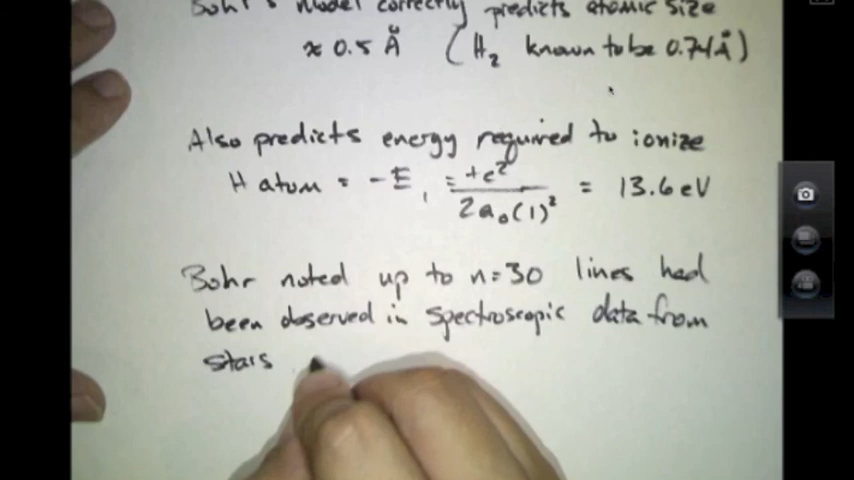 Bohr's model correctly predicts atomic size
≈ 0.5 Å (H₂ known to be 0.74Å)
Also predicts energy required to ionize
H atom = -E₁ = +e²/2a₀(1)² = 13.6 eV
Bohr noted up to n=30 lines had
been observed in spectroscopic data from
stars